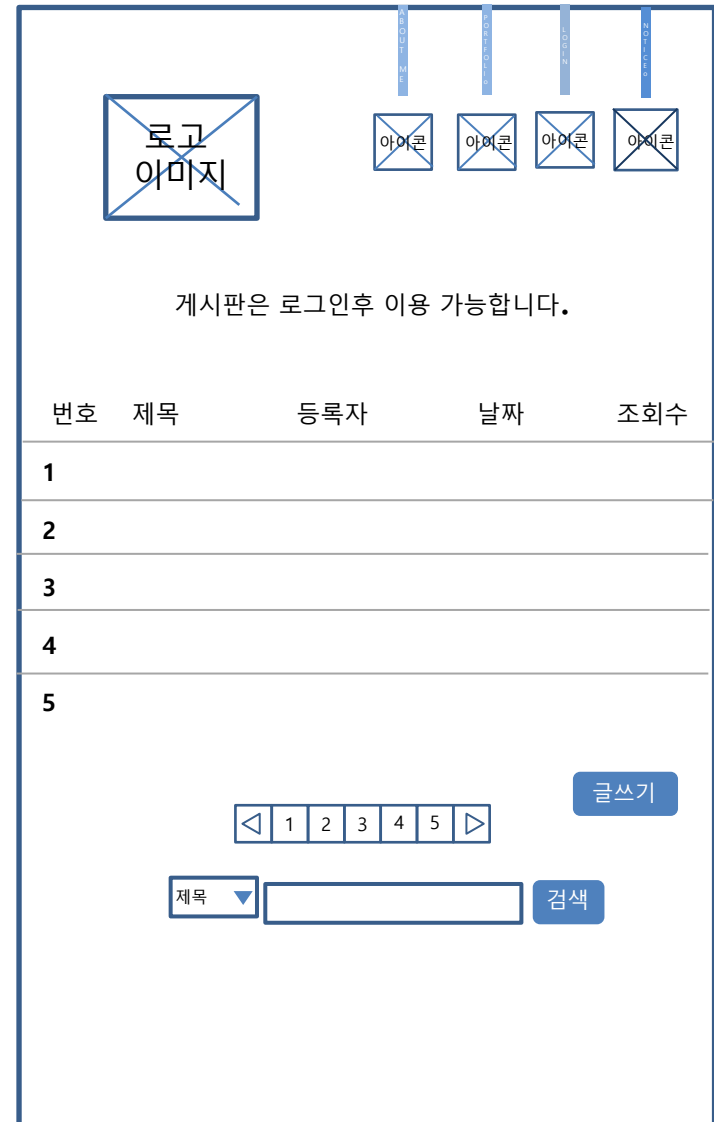 ABOUT ME
PORTFOLIo
LOGIN
NOTICEo
로고
이미지
아이콘
아이콘
아이콘
아이콘
게시판은 로그인후 이용 가능합니다.
번호 제목 등록자 날짜 조회수
1
2
3
4
5
글쓰기
1 2 3 4 5
제목
검색